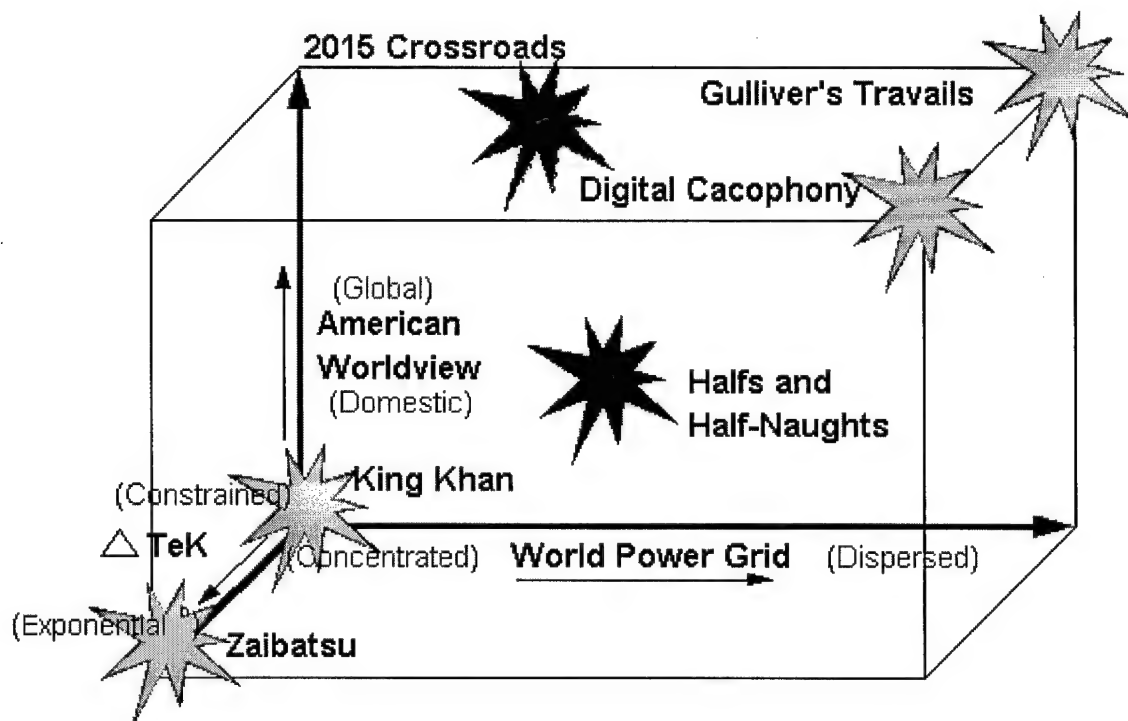 2015 Crossroads
Gulliver's Travails
Digital Cacophony
(Global)
American
Worldview
(Domestic)
Halfs and
Half-Naughts
King Khan
(Constrained)
△ TeK
(Concentrated)
World Power Grid
(Dispersed)
(Exponential)
Zaibatsu